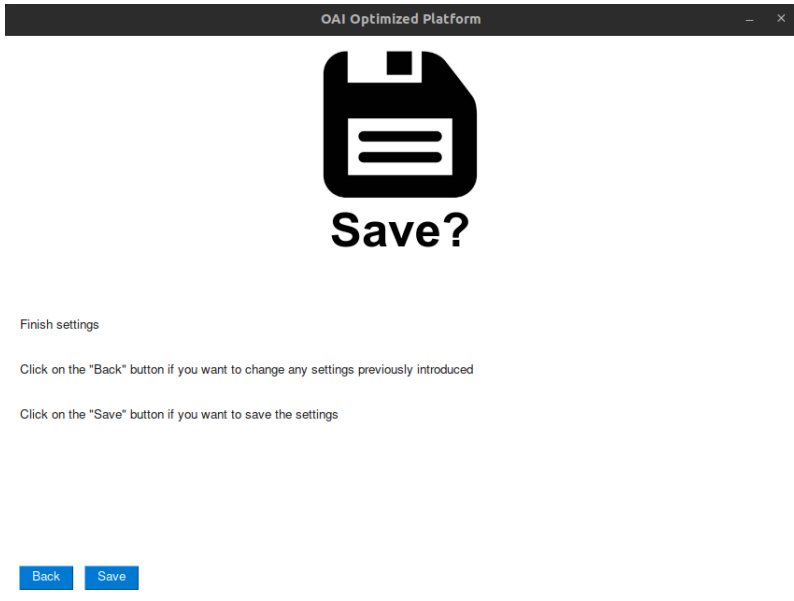 OAI Optimized Platform
Save?
Finish settings
Click on the "Back" button if you want to change any settings previously introduced
Click on the "Save" button if you want to save the settings
Back Save